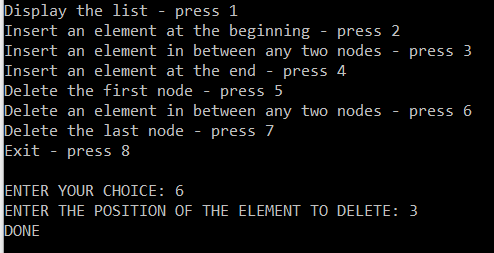 Display the list - press 1
Insert an element at the beginning - press 2
Insert an element in between any two nodes - press 3
Insert an element at the end - press 4
Delete the first node - press 5
Delete an element in between any two nodes - press 6
Delete the last node - press 7
Exit - press 8
ENTER YOUR CHOICE: 6
ENTER THE POSITION OF THE ELEMENT TO DELETE: 3
DONE